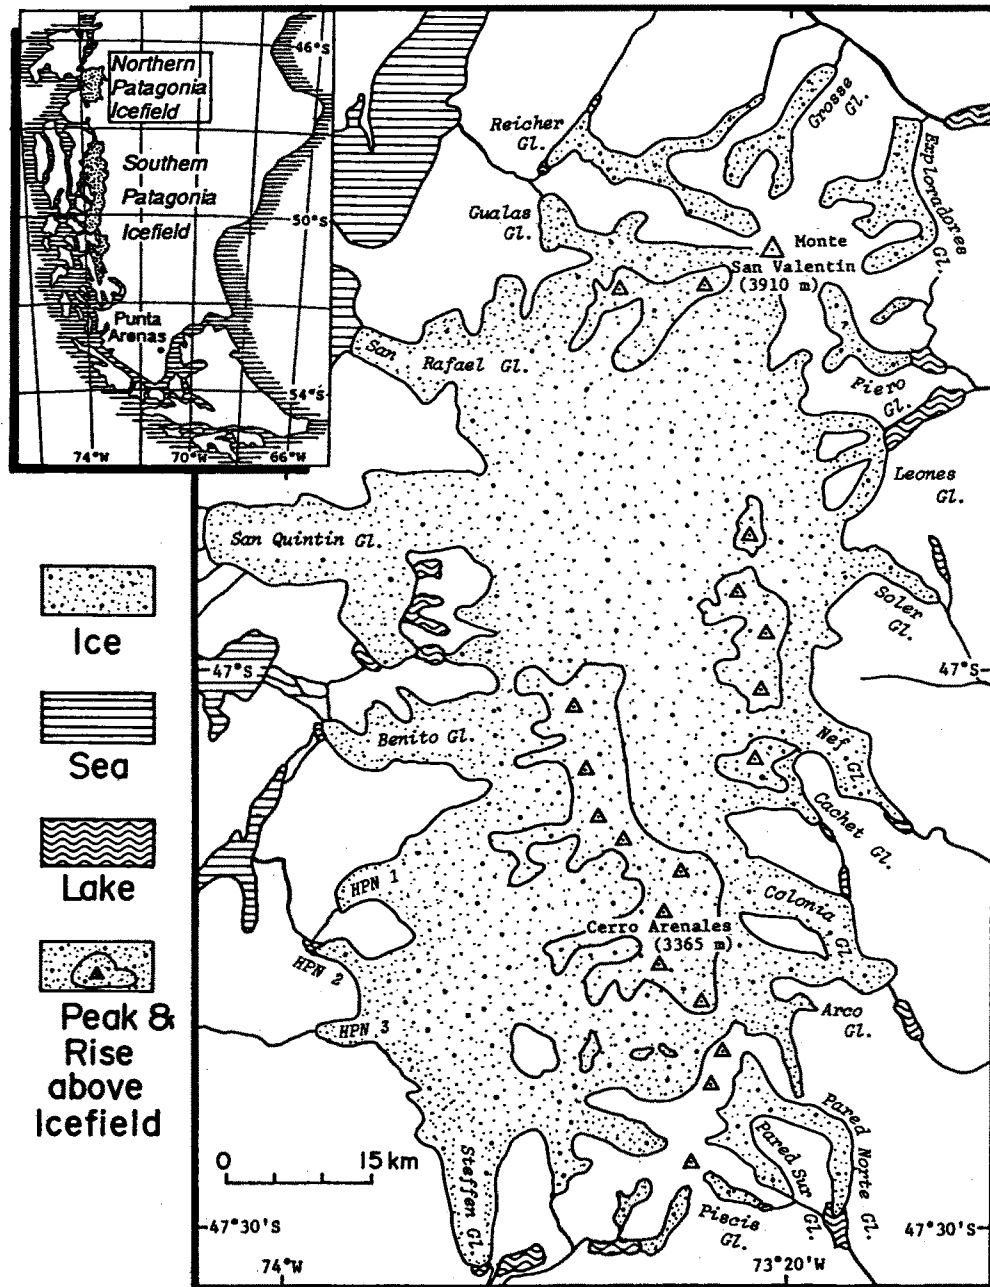 46°S
Northern
Patagonia
Icefield
Southern
Patagonia
Icefield
50°S
Punta
Arenas
54°S
74°W
70°W
66°W
Ice
Sea
Lake
Peak &
Rise
above
Icefield
0
15 km
Reicher
Gl.
Grosse
Gl.
Exploradores
Gl.
Gualas
Gl.
Monte
San Valentin
(3910 m)
San
Rafael Gl.
Fiero
Gl.
Leones
Gl.
San Quintin Gl.
Soler
Gl.
47°S
47°S
Benito Gl.
Nef
Gl.
Cachet
Gl.
HPN 1
Colonia
Gl.
Cerro Arenales
(3365 m)
HPN 2
HPN 3
Arco
Gl.
Pared Norte Gl.
Pared Sur
Gl.
Steffen Gl.
Piscis
Gl.
47°30'S
47°30'S
74°W
73°20'W